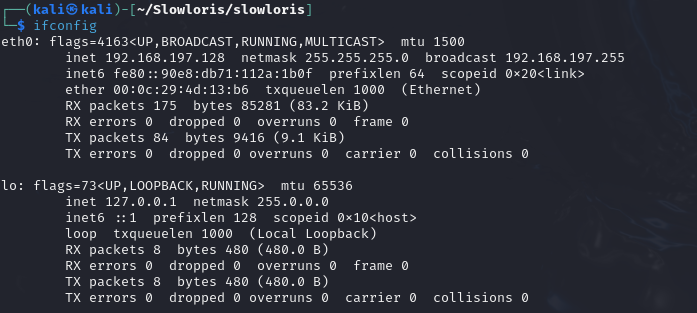 ┌──(kali㉿kali)-[~/Slowloris/slowloris]
└─$ ifconfig
eth0: flags=4163<UP,BROADCAST,RUNNING,MULTICAST>  mtu 1500
        inet 192.168.197.128  netmask 255.255.255.0  broadcast 192.168.197.255
        inet6 fe80::90e8:db71:112a:1b0f  prefixlen 64  scopeid 0×20<link>
        ether 00:0c:29:4d:13:b6  txqueuelen 1000  (Ethernet)
        RX packets 175  bytes 85281 (83.2 KiB)
        RX errors 0  dropped 0  overruns 0  frame 0
        TX packets 84  bytes 9416 (9.1 KiB)
        TX errors 0  dropped 0 overruns 0  carrier 0  collisions 0

lo: flags=73<UP,LOOPBACK,RUNNING>  mtu 65536
        inet 127.0.0.1  netmask 255.0.0.0
        inet6 ::1  prefixlen 128  scopeid 0×10<host>
        loop  txqueuelen 1000  (Local Loopback)
        RX packets 8  bytes 480 (480.0 B)
        RX errors 0  dropped 0  overruns 0  frame 0
        TX packets 8  bytes 480 (480.0 B)
        TX errors 0  dropped 0 overruns 0  carrier 0  collisions 0